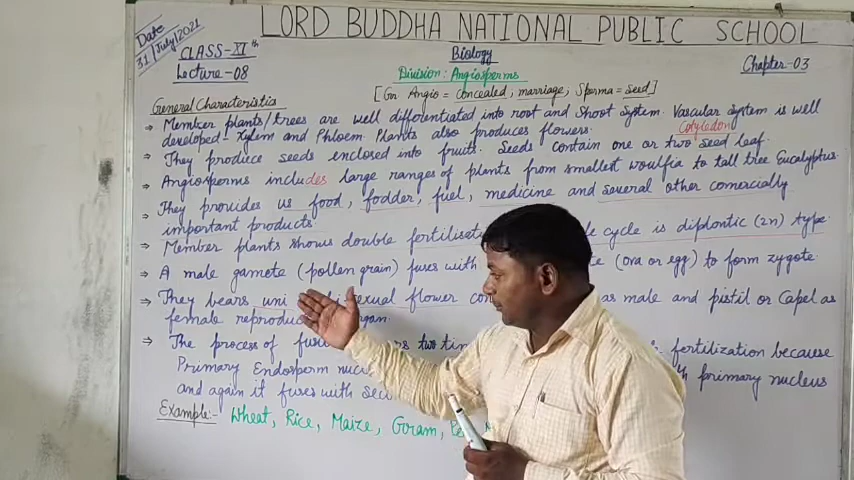 LORD BUDDHA NATIONAL PUBLIC SCHOOL
Date
31/July/2021
CLASS-XIth
Lecture-08
Biology
Division: Angiosperms
Chapter-03
[Gr. Angio = concealed, marriage; Sperma = seed]
General Characteristics
→ Member plants/trees are well differentiated into root and Shoot System. Vascular System is well
developed - Xylem and Phloem. Plants also produces flowers.
Cotyledon
→ They produce seeds enclosed into fruits. Seeds contain one or two seed leaf.
→ Angiosperms includes large ranges of plants from smallest woulfia to tall tree Eucalyptus.
→ They provides us food, fodder, fuel, medicine and several other comercially
important products.
→ Member plants shows double fertilisat cycle is diplontic (2n) type.
→ A male gamete (pollen grain) fuses with (ova or egg) to form zygote.
→ They bears uni sexual flower as male and pistil or Capel as
female reprodu organ.
→ The process of two tim fertilization because
Primary Endosperm nuc primary nucleus
and again it fuses with
Example: Wheat, Rice, Maize, Gram,